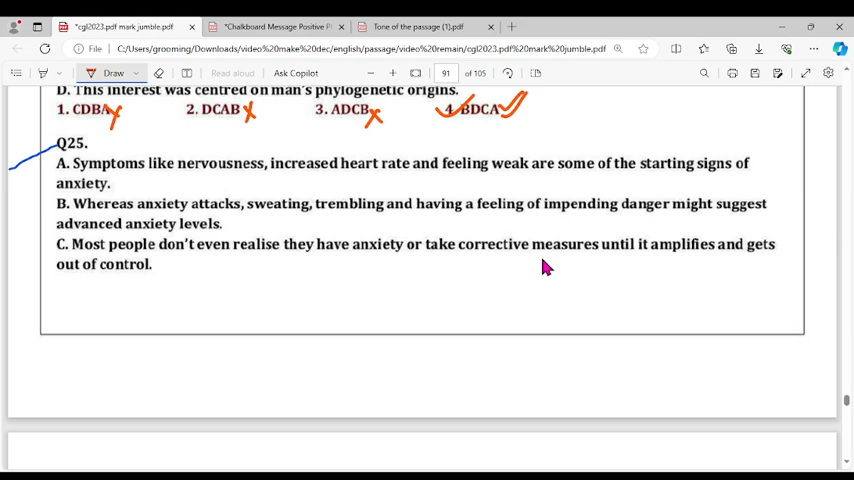 *cgl2023.pdf mark jumble.pdf
*Chalkboard Message Positive P
Tone of the passage (1).pdf
File
C:/Users/grooming/Downloads/video%20make%20dec/english/passage/video%20remain/cgl2023.pdf%20mark%20jumble.pdf
Draw
Read aloud
Ask Copilot
91 of 105
D. This interest was centred on man's phylogenetic origins.
1. CDBA 2. DCAB 3. ADCB 4. BDCA
Q25.
A. Symptoms like nervousness, increased heart rate and feeling weak are some of the starting signs of
anxiety.
B. Whereas anxiety attacks, sweating, trembling and having a feeling of impending danger might suggest
advanced anxiety levels.
C. Most people don't even realise they have anxiety or take corrective measures until it amplifies and gets
out of control.